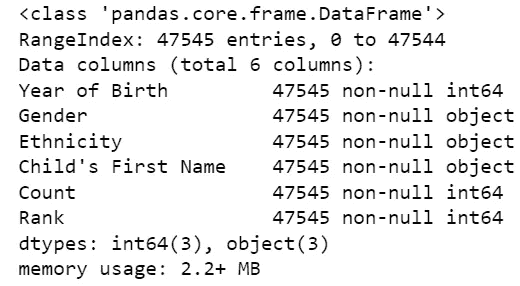 <class 'pandas.core.frame.DataFrame'>
RangeIndex: 47545 entries, 0 to 47544
Data columns (total 6 columns):
Year of Birth         47545 non-null int64
Gender                47545 non-null object
Ethnicity             47545 non-null object
Child's First Name    47545 non-null object
Count                 47545 non-null int64
Rank                  47545 non-null int64
dtypes: int64(3), object(3)
memory usage: 2.2+ MB